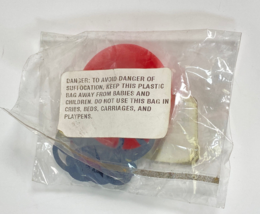 DANGER: TO AVOID DANGER OF
SUFFOCATION, KEEP THIS PLASTIC
BAG AWAY FROM BABIES AND
CHILDREN. DO NOT USE THIS BAG IN
CRIBS, BEDS, CARRIAGES, AND
PLAYPENS.